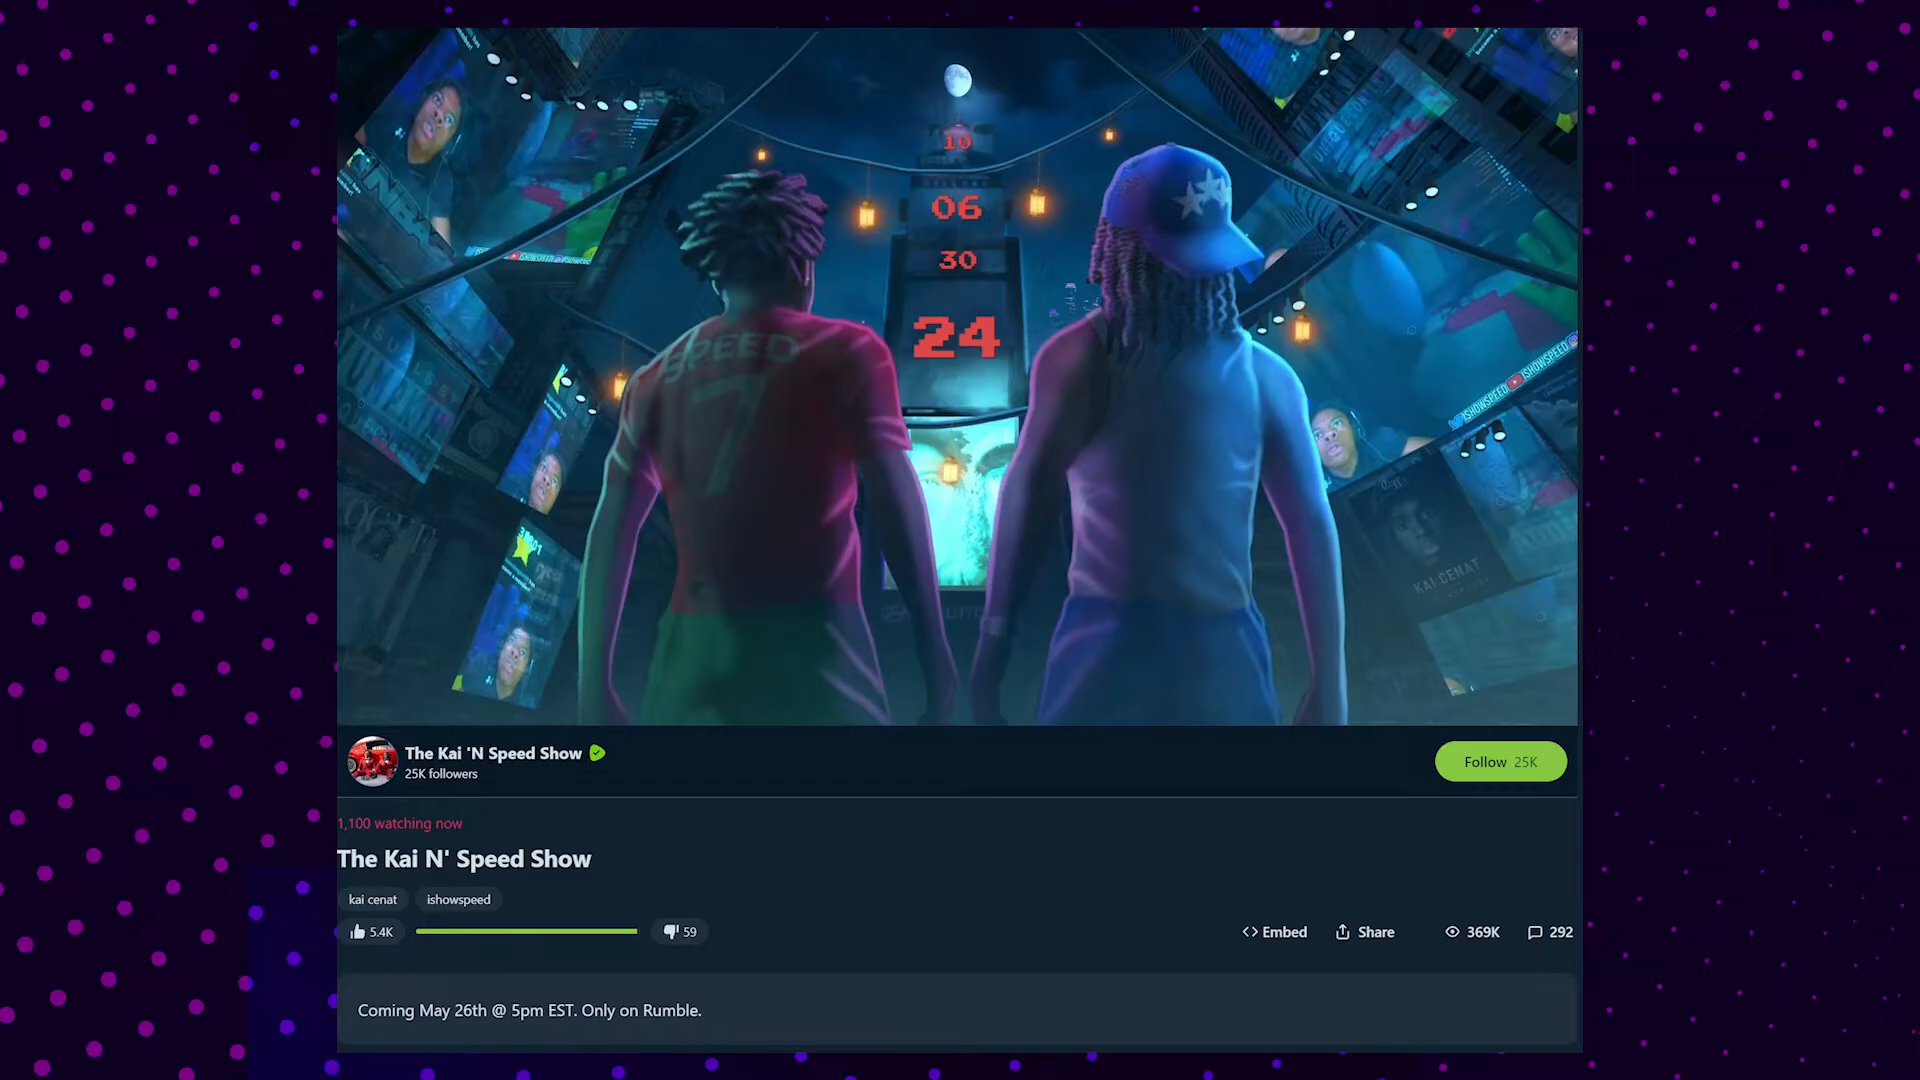 10
06
30
24
SPEED
7
ISHOWSPEED ISHOWSPEED
KAI CENAT
The Kai 'N Speed Show
25K followers
Follow 25K
1,100 watching now
The Kai N' Speed Show
kai cenat ishowspeed
5.4K 59 Embed Share 369K 292
Coming May 26th @ 5pm EST. Only on Rumble.